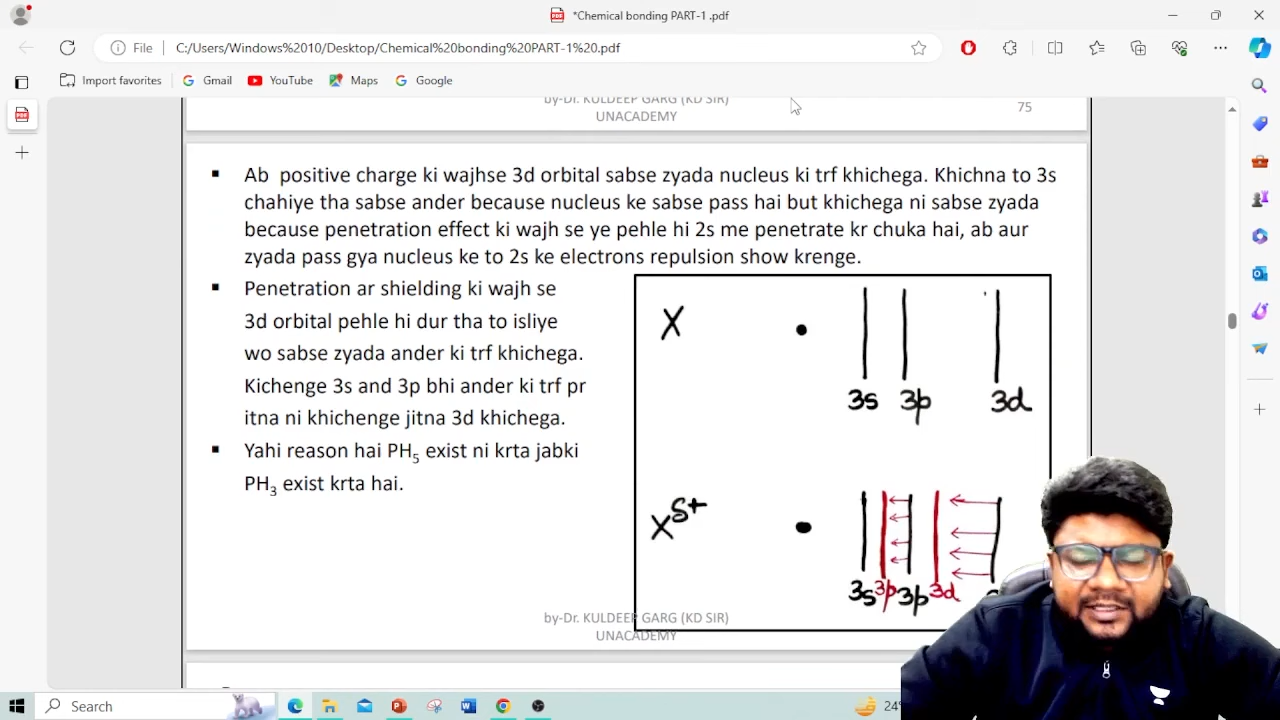 *Chemical bonding PART-1 .pdf
File
C:/Users/Windows%2010/Desktop/Chemical%20bonding%20PART-1%20.pdf
Import favorites
Gmail
YouTube
Maps
Google
by-Dr. KULDEEP GARG (KD SIR)
UNACADEMY
75
▪ Ab positive charge ki wajhse 3d orbital sabse zyada nucleus ki trf khichega. Khichna to 3s
chahiye tha sabse ander because nucleus ke sabse pass hai but khichega ni sabse zyada
because penetration effect ki wajh se ye pehle hi 2s me penetrate kr chuka hai, ab aur
zyada pass gya nucleus ke to 2s ke electrons repulsion show krenge.
▪ Penetration ar shielding ki wajh se
3d orbital pehle hi dur tha to isliye
wo sabse zyada ander ki trf khichega.
Kichenge 3s and 3p bhi ander ki trf pr
itna ni khichenge jitna 3d khichega.
▪ Yahi reason hai PH₅ exist ni krta jabki
PH₃ exist krta hai.
X
3s 3p 3d
X^δ+
3s 3p 3p 3d
by-Dr. KULDEEP GARG (KD SIR)
UNACADEMY
Search
24°